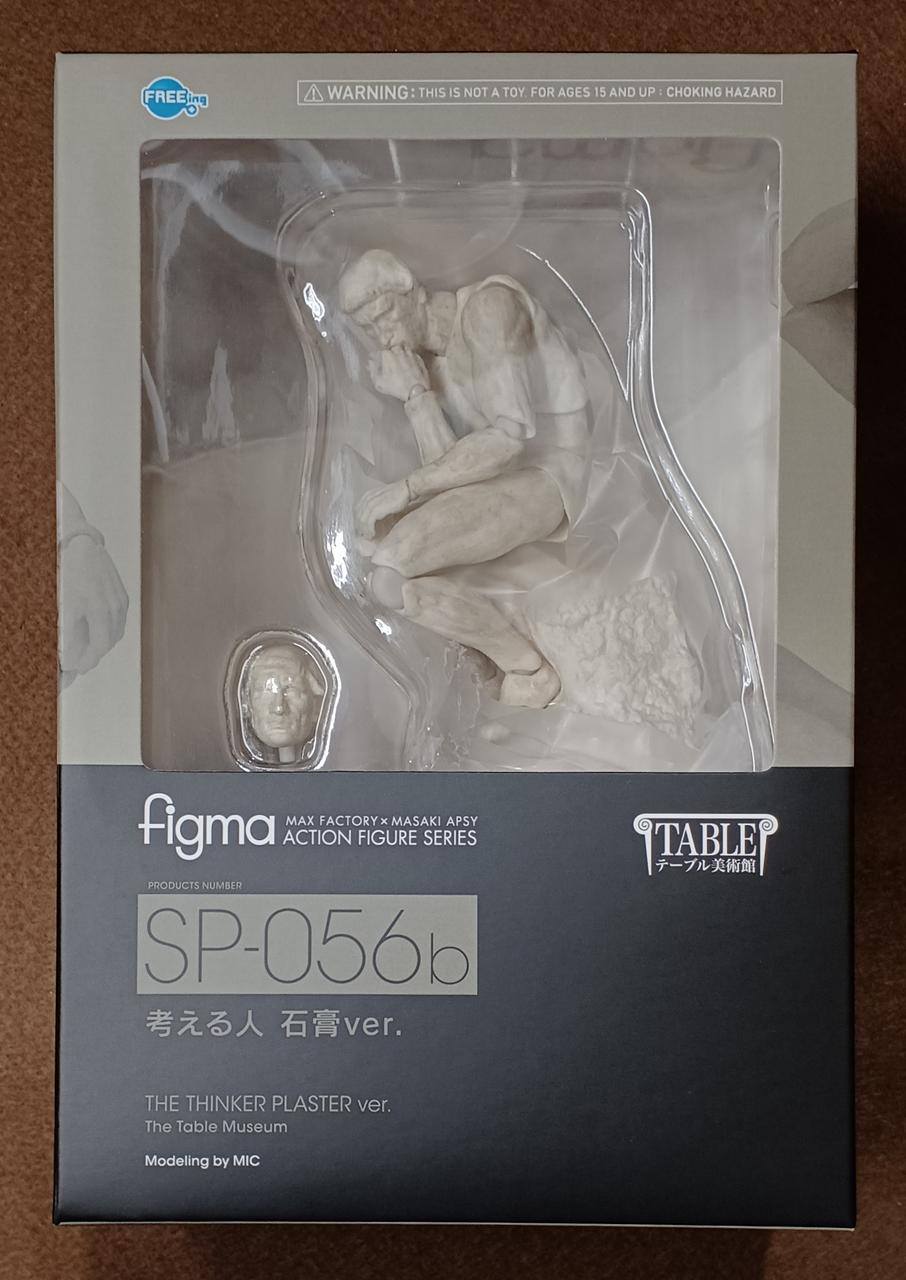 FREEing
WARNING: THIS IS NOT A TOY. FOR AGES 15 AND UP : CHOKING HAZARD
figma
MAX FACTORY × MASAKI APSY
ACTION FIGURE SERIES
TABLE
テーブル美術館
PRODUCTS NUMBER
SP-056b
考える人 石膏ver.
THE THINKER PLASTER ver.
The Table Museum
Modeling by MIC